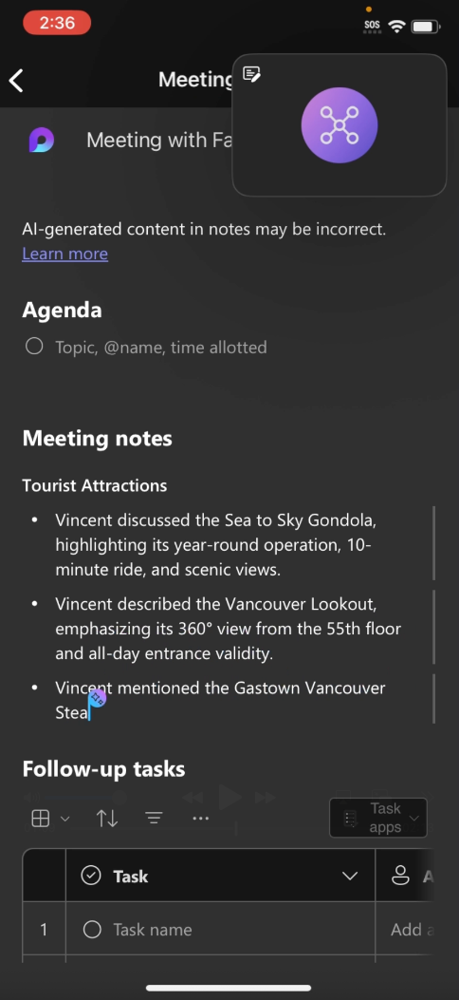 2:36
SOS
Meeting
Meeting with Fa
AI-generated content in notes may be incorrect.
Learn more
Agenda
Topic, @name, time allotted
Meeting notes
Tourist Attractions
• Vincent discussed the Sea to Sky Gondola,
highlighting its year-round operation, 10-
minute ride, and scenic views.
• Vincent described the Vancouver Lookout,
emphasizing its 360° view from the 55th floor
and all-day entrance validity.
• Vincent mentioned the Gastown Vancouver
Stea
Follow-up tasks
Task
apps
Task
A
1
Task name
Add a